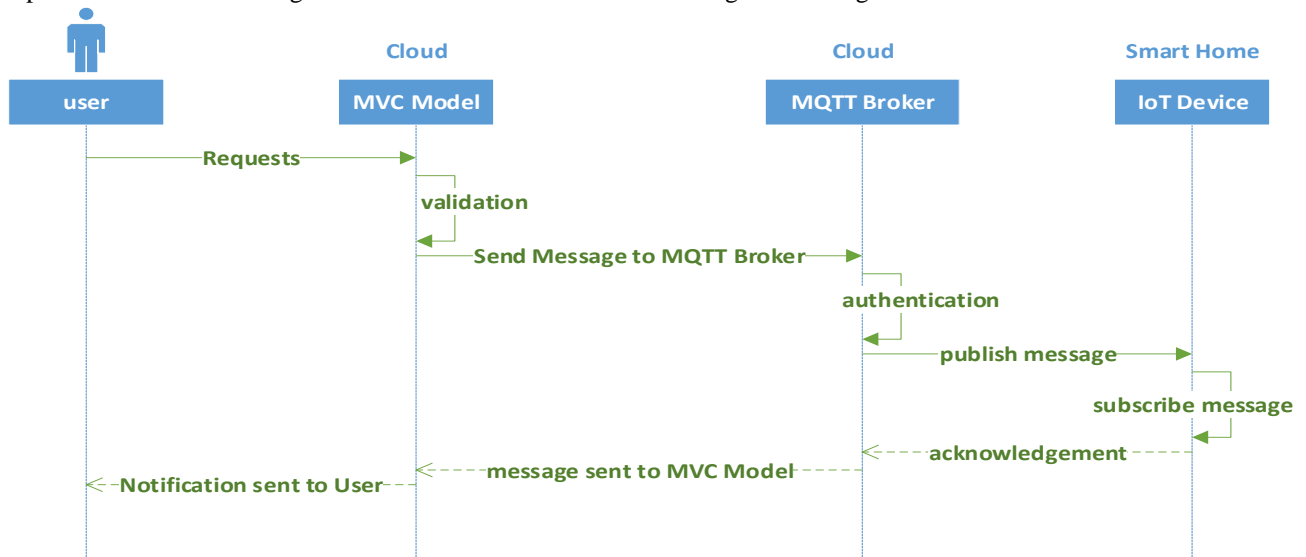 Cloud
Cloud
Smart Home
user
MVC Model
MQTT Broker
IoT Device
Requests
validation
Send Message to MQTT Broker
authentication
publish message
subscribe message
acknowledgement
message sent to MVC Model
Notification sent to User